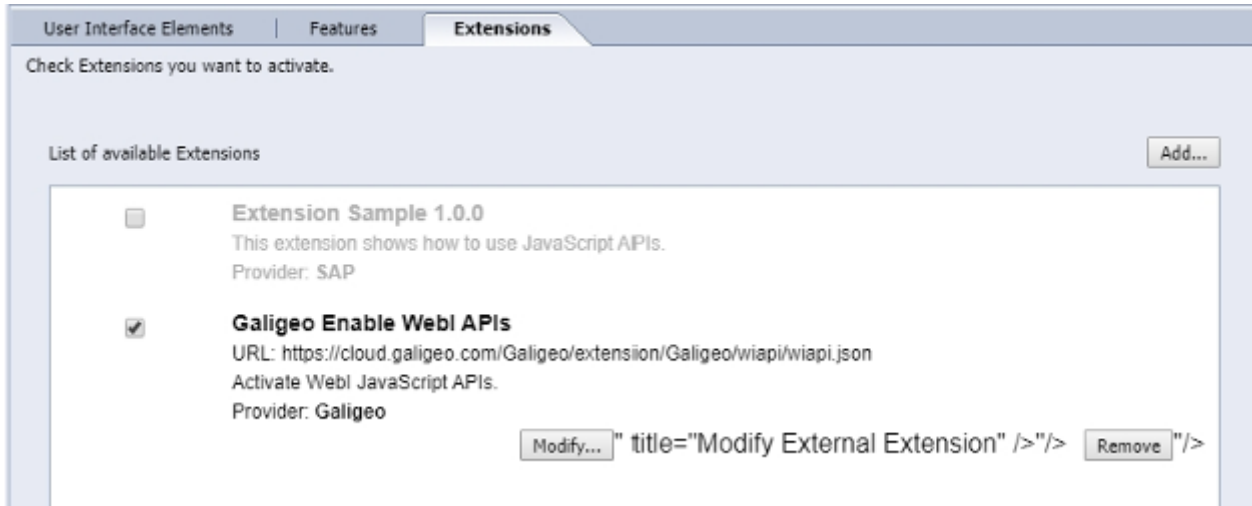 User Interface Elements | Features Extensions
Check Extensions you want to activate.
List of available Extensions Add...
Extension Sample 1.0.0
This extension shows how to use JavaScript APIs.
Provider: SAP
Galigeo Enable WebI APIs
URL: https://cloud.galigeo.com/Galigeo/extensiion/Galigeo/wiapi/wiapi.json
Activate WebI JavaScript APIs.
Provider: Galigeo
Modify... " title="Modify External Extension" />"/> Remove "/>